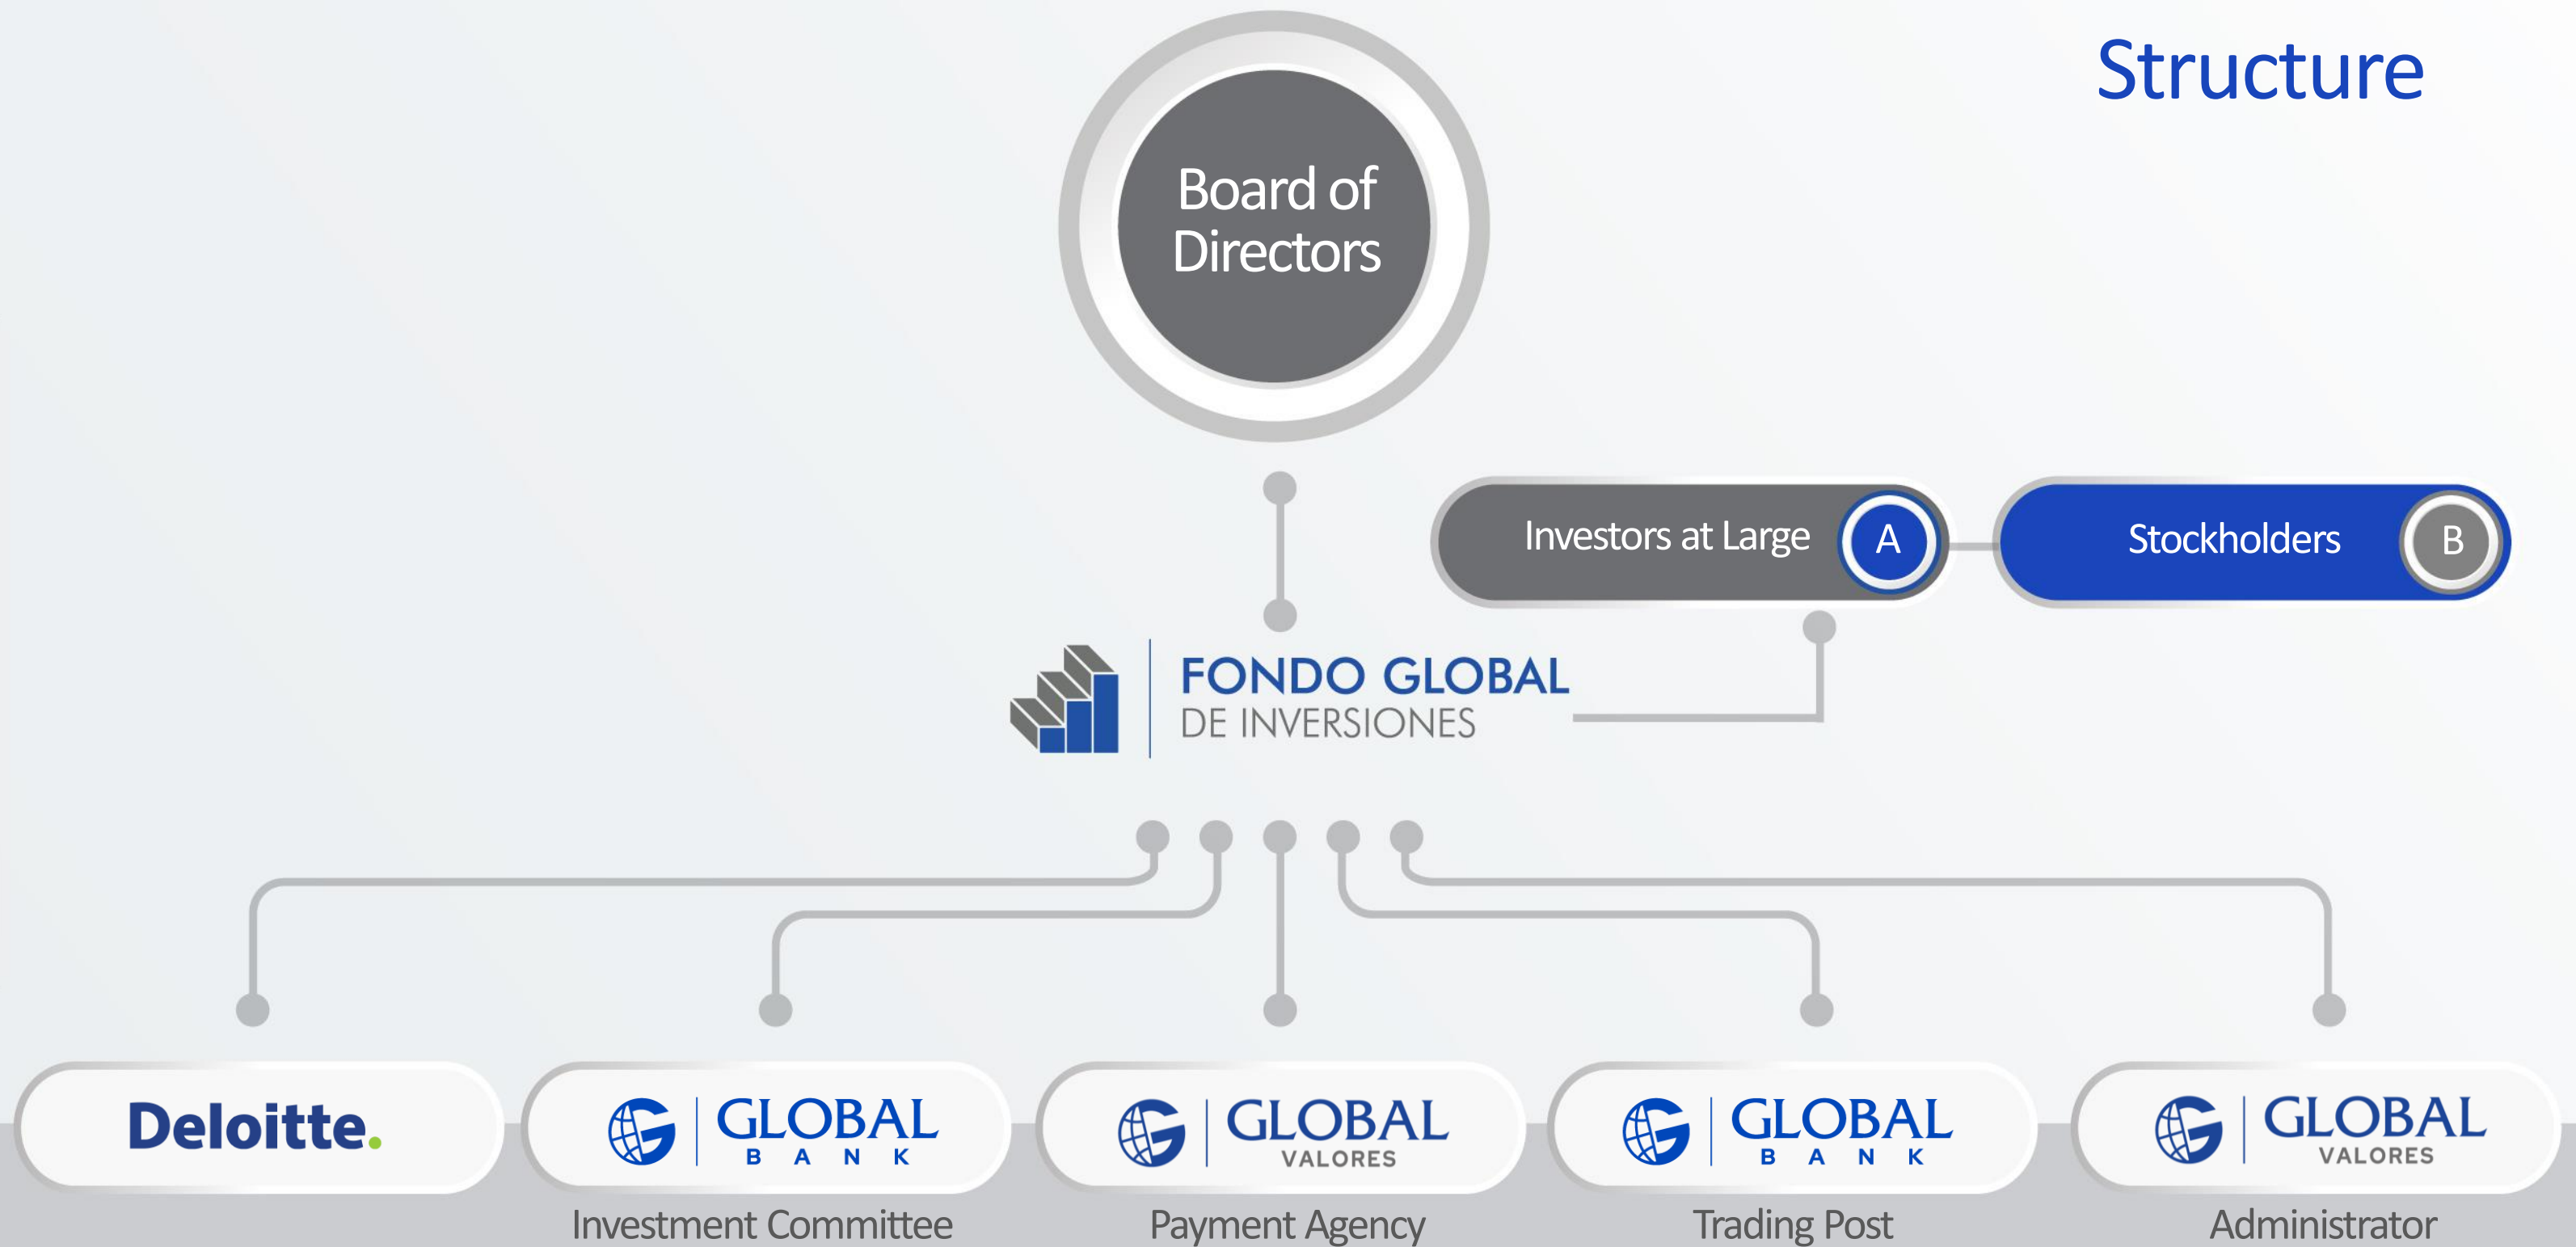 Structure
Board of
Directors
Investors at Large
A
Stockholders
B
FONDO GLOBAL
DE INVERSIONES
Deloitte.
GLOBAL
BANK
GLOBAL
VALORES
GLOBAL
BANK
GLOBAL
VALORES
Investment Committee
Payment Agency
Trading Post
Administrator